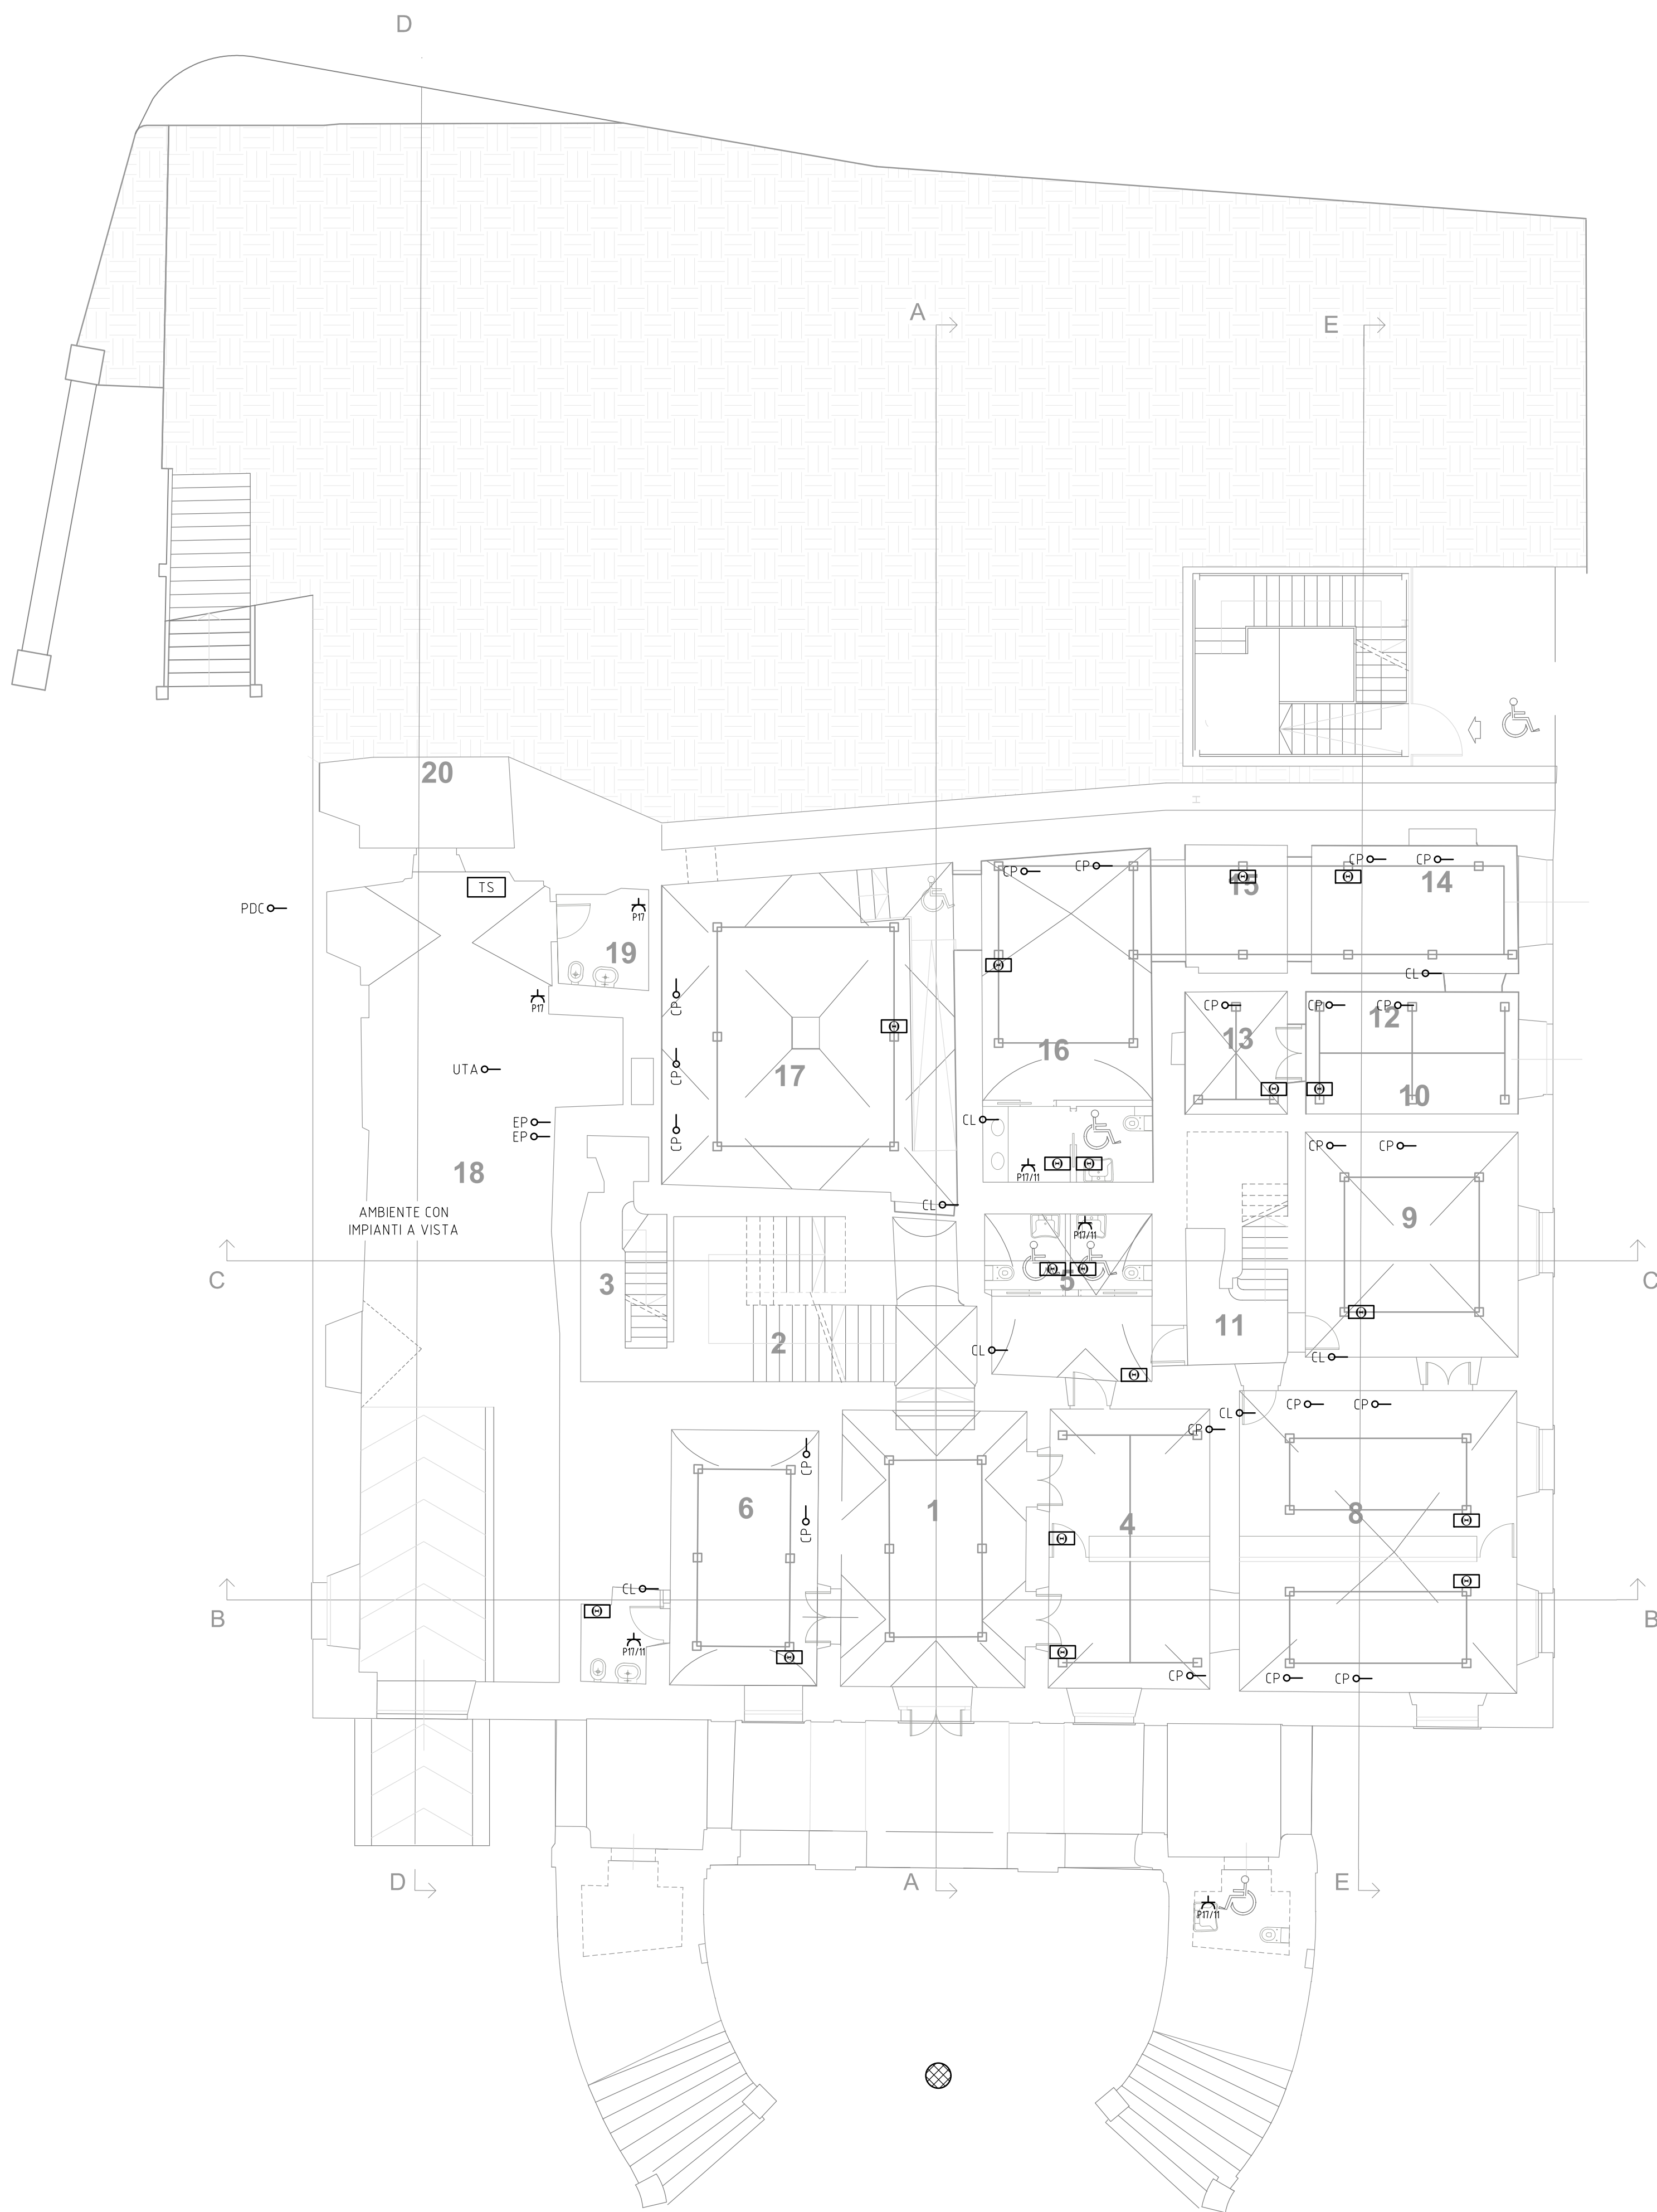 D
A
E
20
CP
CP
CP
CP
15
14
TS
PDC
P17
19
CL
P17
CP
CP
CP
CP
CP
12
13
16
17
10
UTA
CP
EP
EP
CL
CP
CP
CP
18
P17/11
CL
AMBIENTE CON
IMPIANTI A VISTA
9
P17/11
C
C
3
5
11
2
CL
CL
CP
CP
CL
CP
CP
6
1
8
4
CP
CL
B
B
P17/11
CP
CP
CP
D
A
E
P17/11